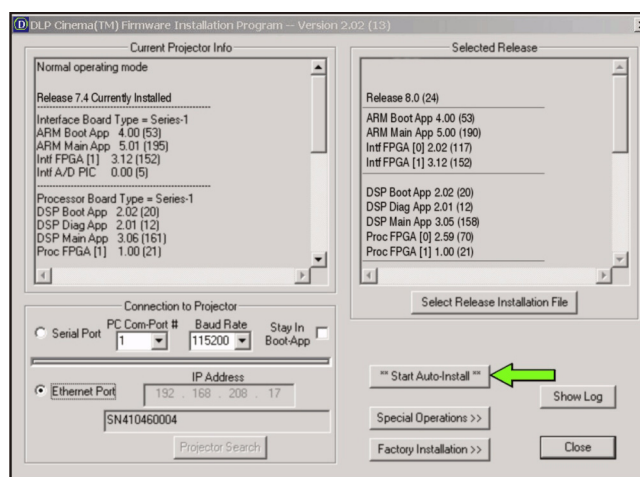 DLP Cinema(TM) Firmware Installation Program -- Version 2.02 (13)
Current Projector Info
Normal operating mode
Release 7.4 Currently Installed
Interface Board Type = Series-1
ARM Boot App 4.00 (53)
ARM Main App 5.01 (195)
Intf FPGA [1] 3.12 (152)
Intf A/D PIC 0.00 (5)
Processor Board Type = Series-1
DSP Boot App 2.02 (20)
DSP Diag App 2.01 (12)
DSP Main App 3.06 (161)
Proc FPGA [1] 1.00 (21)
Selected Release
Release 8.0 (24)
ARM Boot App 4.00 (53)
ARM Main App 5.00 (190)
Intf FPGA [0] 2.02 (117)
Intf FPGA [1] 3.12 (152)
DSP Boot App 2.02 (20)
DSP Diag App 2.01 (12)
DSP Main App 3.05 (158)
Proc FPGA [0] 2.59 (70)
Proc FPGA [1] 1.00 (21)
Select Release Installation File
Connection to Projector
Serial Port
PC Com-Port #
1
Baud Rate
115200
Stay In
Boot-App
Ethernet Port
IP Address
192 . 168 . 208 . 17
SN410460004
Projector Search
** Start Auto-Install **
Show Log
Special Operations >>
Factory Installation >>
Close